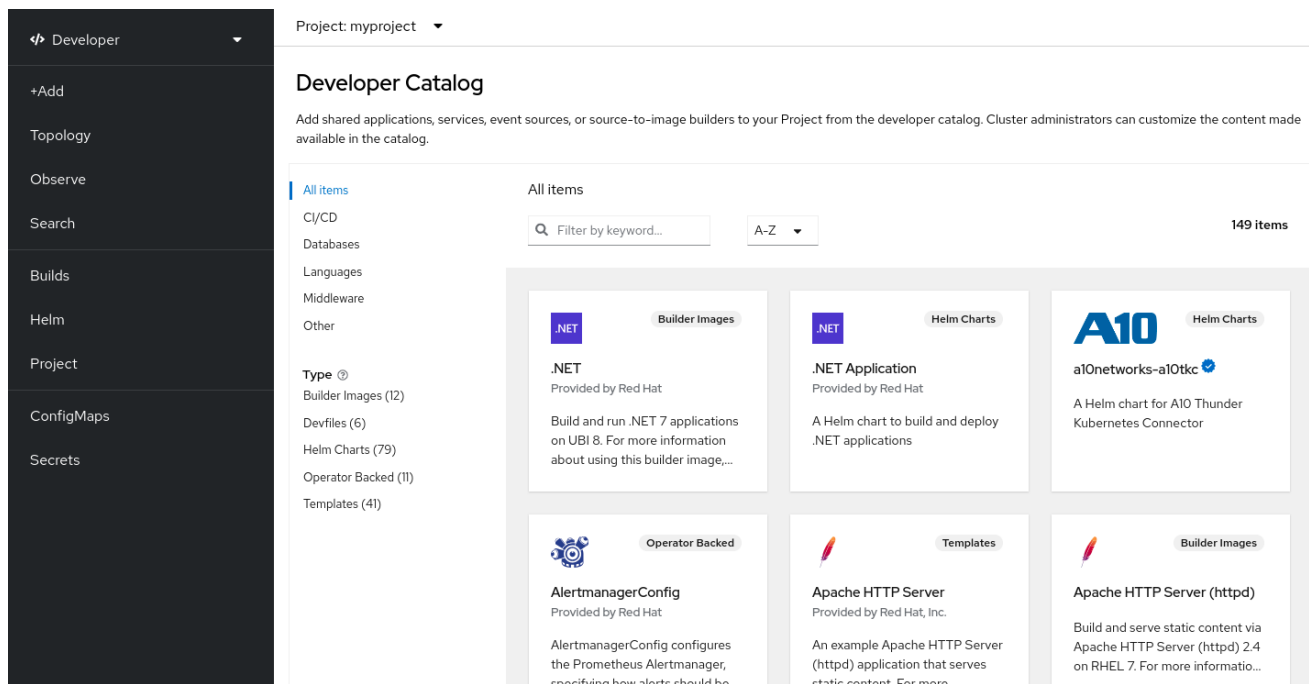 Developer
+Add
Topology
Observe
Search
Builds
Helm
Project
ConfigMaps
Secrets
Project: myproject
Developer Catalog
Add shared applications, services, event sources, or source-to-image builders to your Project from the developer catalog. Cluster administrators can customize the content made
available in the catalog.
All items
CI/CD
Databases
Languages
Middleware
Other
Type
Builder Images (12)
Devfiles (6)
Helm Charts (79)
Operator Backed (11)
Templates (41)
All items
Filter by keyword...
A-Z
149 items
.NET
Builder Images
.NET
Provided by Red Hat
Build and run .NET 7 applications
on UBI 8. For more information
about using this builder image,...
.NET
Helm Charts
.NET Application
Provided by Red Hat
A Helm chart to build and deploy
.NET applications
A10
Helm Charts
a10networks-a10tkc
A Helm chart for A10 Thunder
Kubernetes Connector
Operator Backed
AlertmanagerConfig
Provided by Red Hat
AlertmanagerConfig configures
the Prometheus Alertmanager,
specifying how alerts should be
Templates
Apache HTTP Server
Provided by Red Hat, Inc.
An example Apache HTTP Server
(httpd) application that serves
static content. For more
Builder Images
Apache HTTP Server (httpd)
Build and serve static content via
Apache HTTP Server (httpd) 2.4
on RHEL 7. For more informatio...